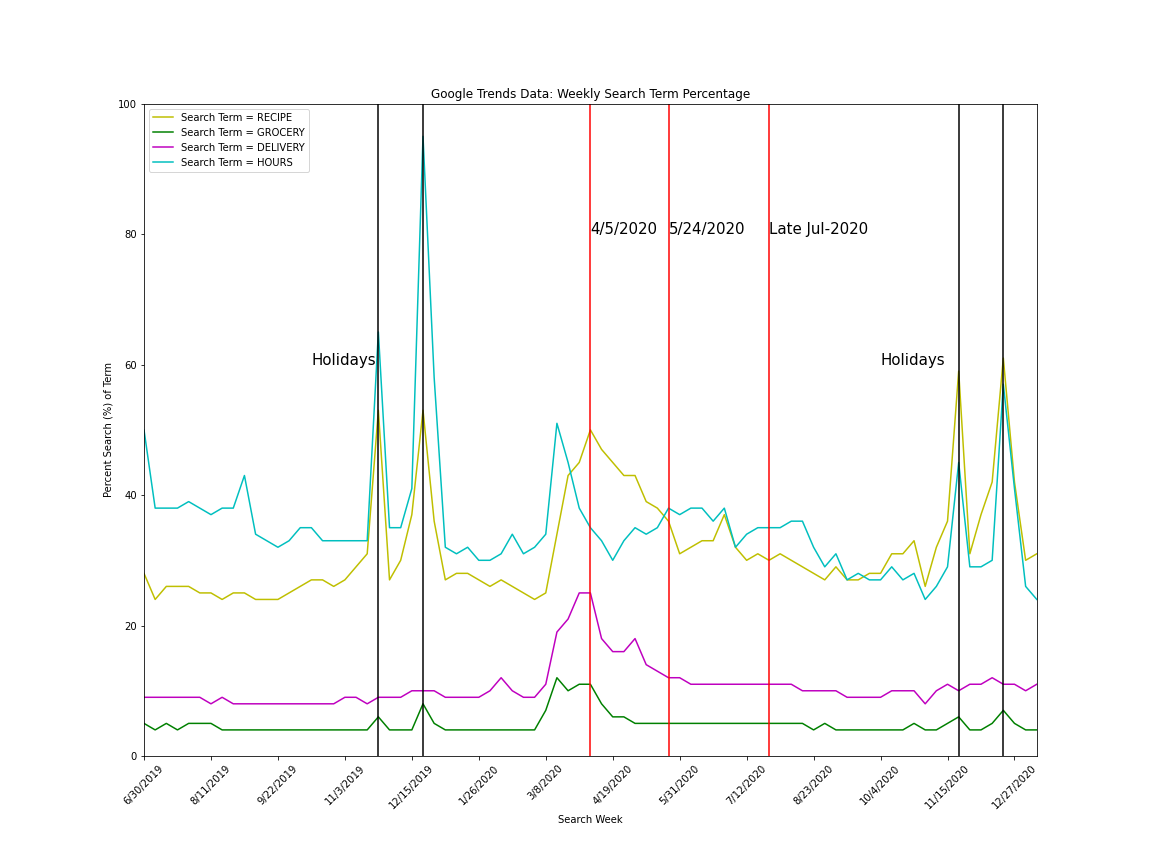 Google Trends Data: Weekly Search Term Percentage
100
80
60
40
20
0
Percent Search (%) of Term
Search Term = RECIPE
Search Term = GROCERY
Search Term = DELIVERY
Search Term = HOURS
4/5/2020
5/24/2020
Late Jul-2020
Holidays
Holidays
6/30/2019
8/11/2019
9/22/2019
11/3/2019
12/15/2019
1/26/2020
3/8/2020
4/19/2020
5/31/2020
7/12/2020
8/23/2020
10/4/2020
11/15/2020
12/27/2020
Search Week